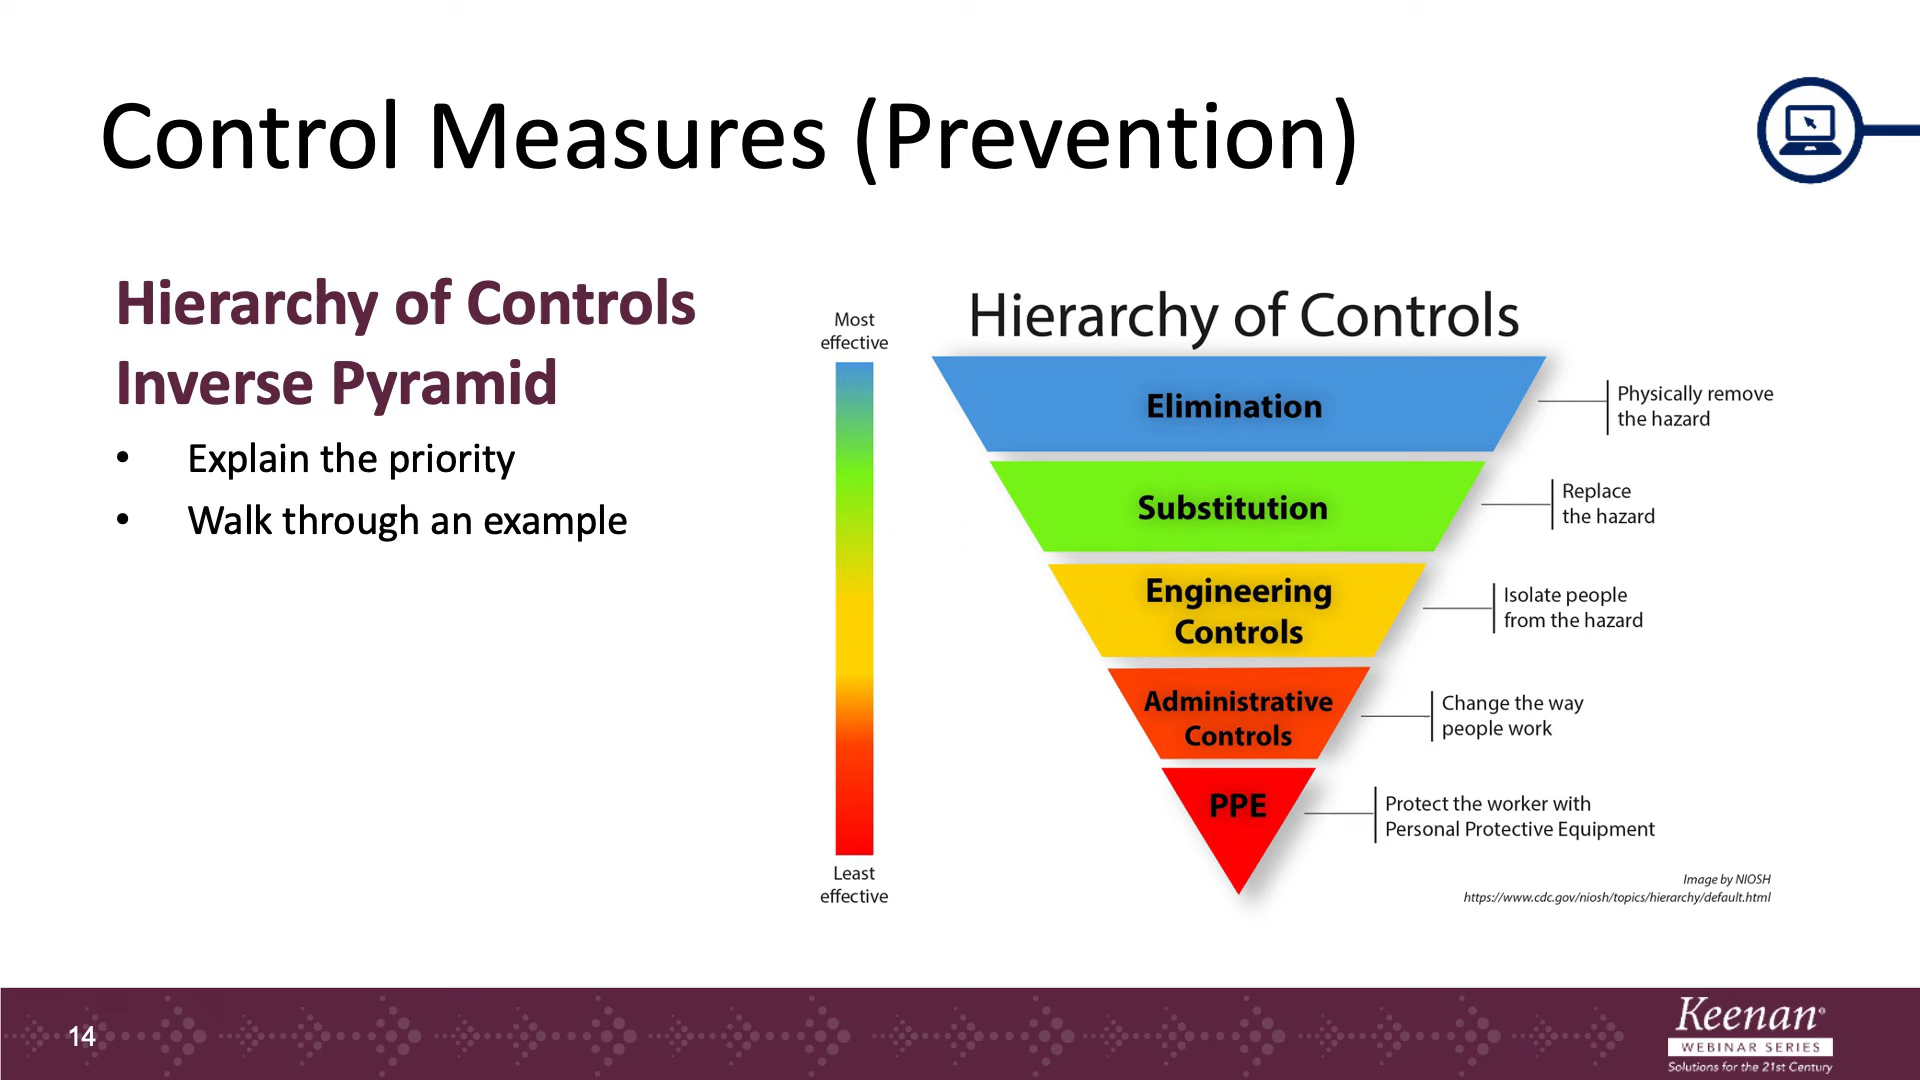 Control Measures (Prevention)
Hierarchy of Controls
Inverse Pyramid
• Explain the priority
• Walk through an example
Hierarchy of Controls
Most
effective
Elimination
Physically remove
the hazard
Substitution
Replace
the hazard
Engineering
Controls
Isolate people
from the hazard
Administrative
Controls
Change the way
people work
PPE
Protect the worker with
Personal Protective Equipment
Least
effective
Image by NIOSH
https://www.cdc.gov/niosh/topics/hierarchy/default.html
14
Keenan®
WEBINAR SERIES
Solutions for the 21st Century